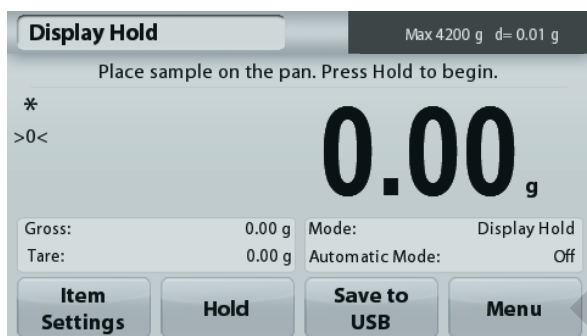 Display Hold
Max 4200 g d= 0.01 g
Place sample on the pan. Press Hold to begin.
*
>0<
0.00 g
Gross: 0.00 g
Tare: 0.00 g
Mode: Display Hold
Automatic Mode: Off
Item Settings
Hold
Save to USB
Menu